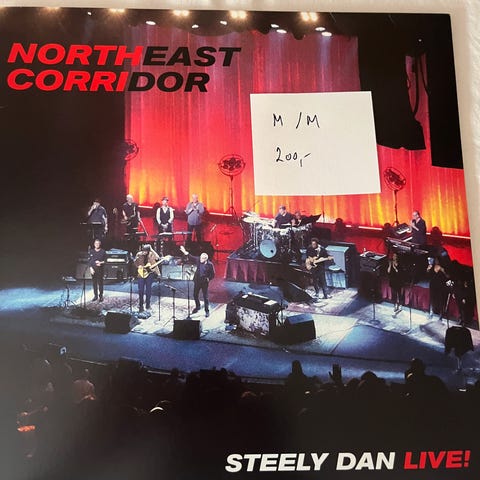 NORTHEAST
CORRIDOR
M/M
200,-
STEELY DAN LIVE!